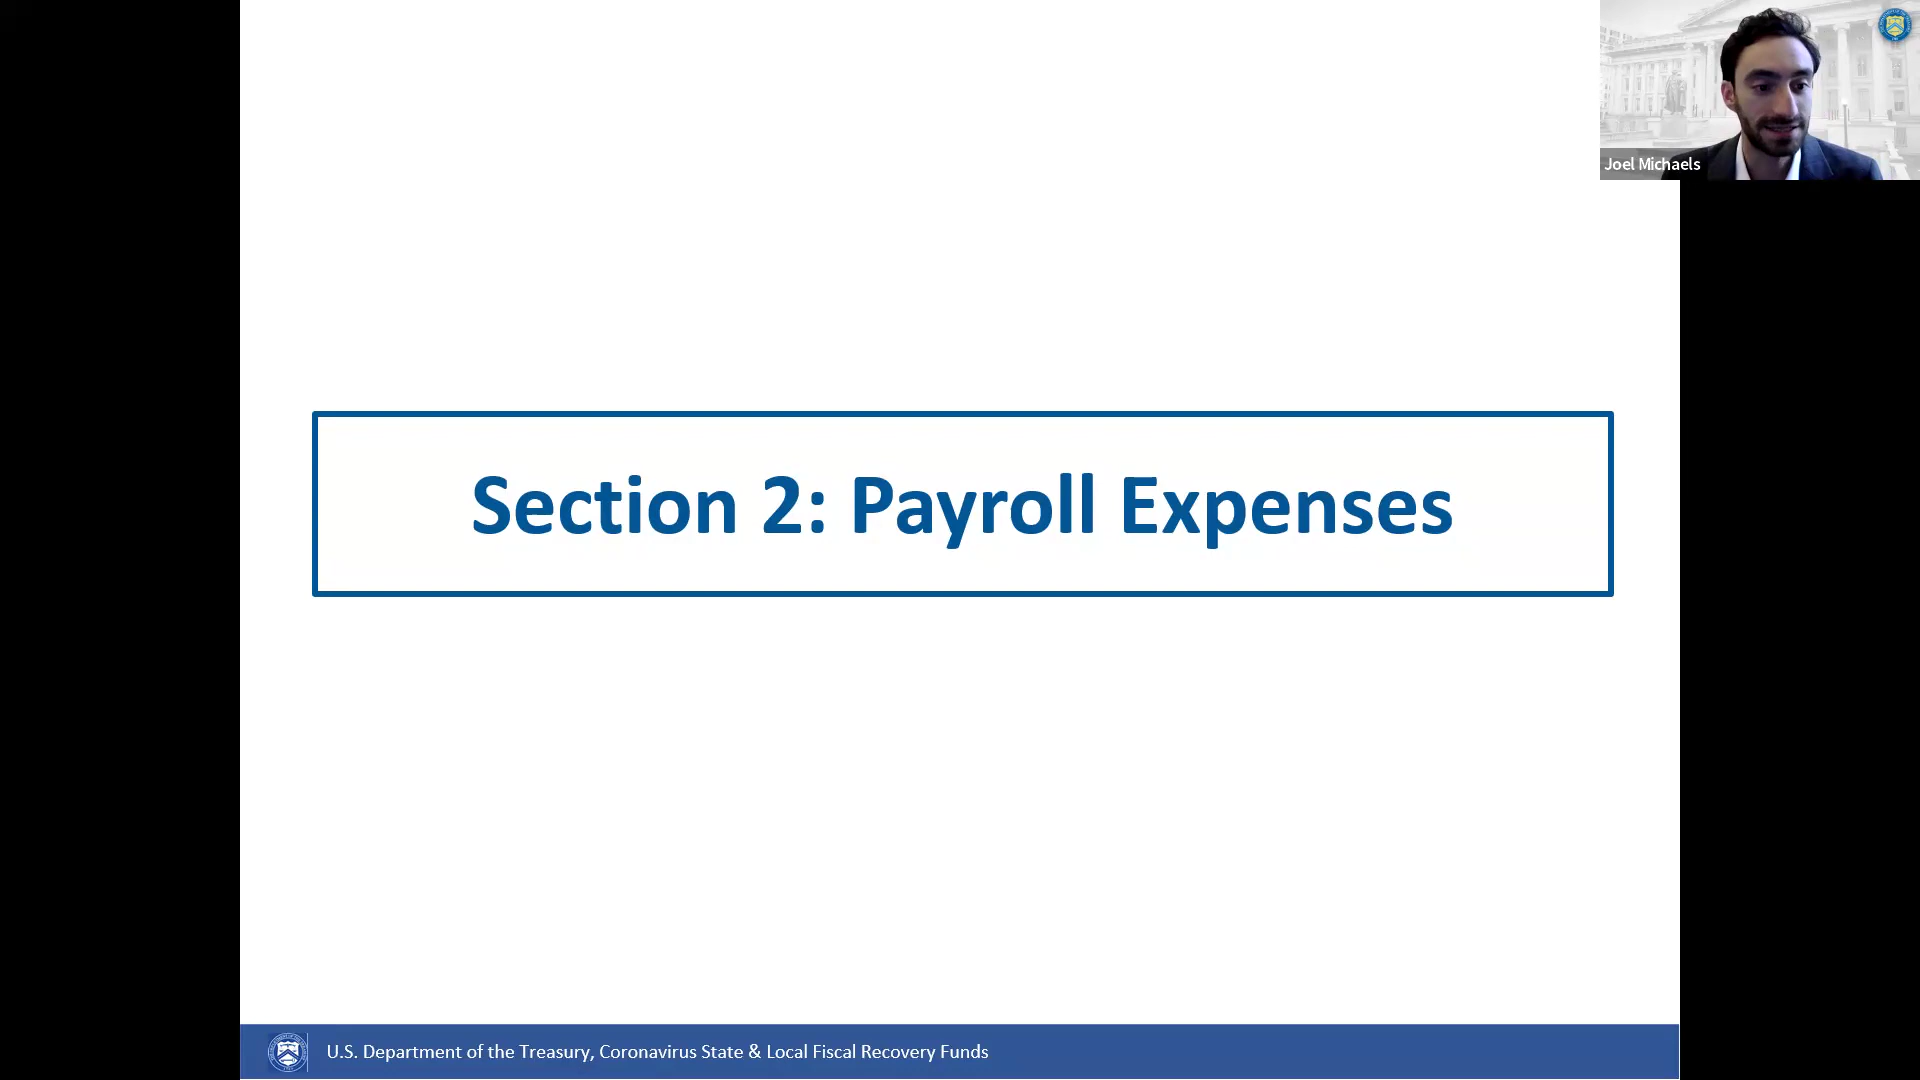 Joel Michaels
Section 2: Payroll Expenses
U.S. Department of the Treasury, Coronavirus State & Local Fiscal Recovery Funds